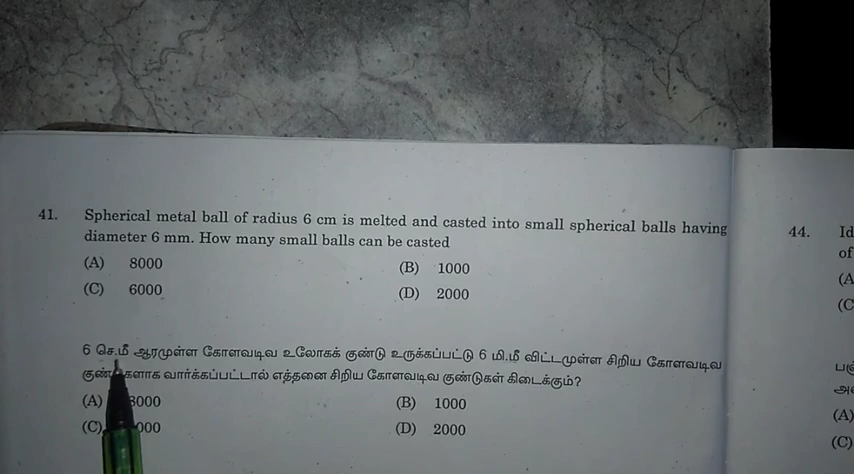 41. Spherical metal ball of radius 6 cm is melted and casted into small spherical balls having
diameter 6 mm. How many small balls can be casted
(A) 8000 (B) 1000
(C) 6000 (D) 2000
6 செ.மீ ஆரமுள்ள கோளவடிவ உலோகக் குண்டு உருக்கப்பட்டு 6 மி.மீ விட்டமுள்ள சிறிய கோளவடிவ
வார்க்கப்பட்டால் எத்தனை சிறிய கோளவடிவ குண்டுகள் கிடைக்கும்?
(A) (B) 1000
(C) (D) 2000
44. Id
of
(A
(C
(A)
(C)